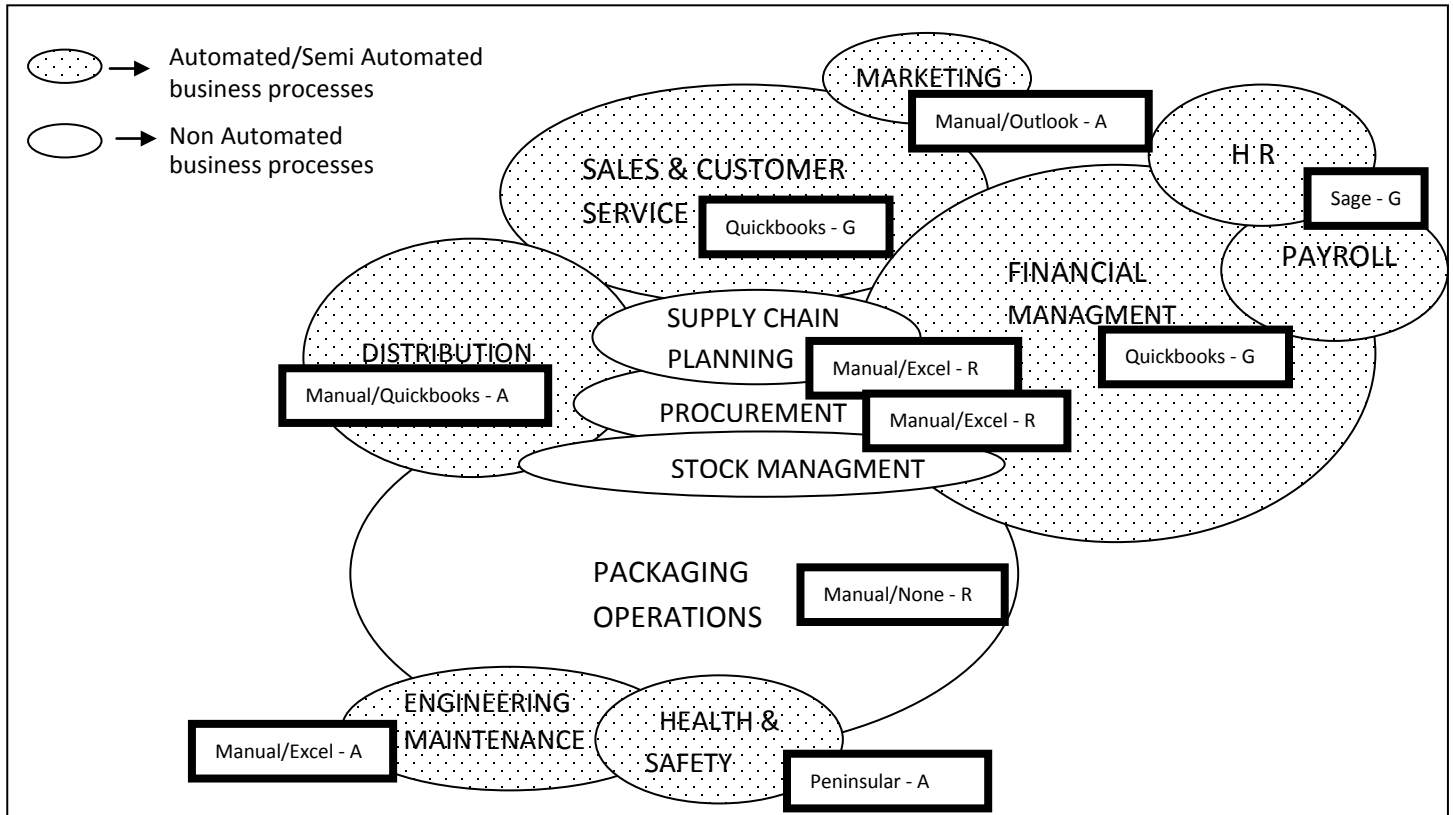 Automated/Semi Automated
business processes
Non Automated
business processes
MARKETING
Manual/Outlook - A
H R
Sage - G
PAYROLL
SALES & CUSTOMER
SERVICE
Quickbooks - G
FINANCIAL
MANAGMENT
Quickbooks - G
SUPPLY CHAIN
PLANNING
Manual/Excel - R
DISTRIBUTION
Manual/Quickbooks - A
PROCUREMENT
Manual/Excel - R
STOCK MANAGMENT
PACKAGING
OPERATIONS
Manual/None - R
ENGINEERING
MAINTENANCE
Manual/Excel - A
HEALTH &
SAFETY
Peninsular - A